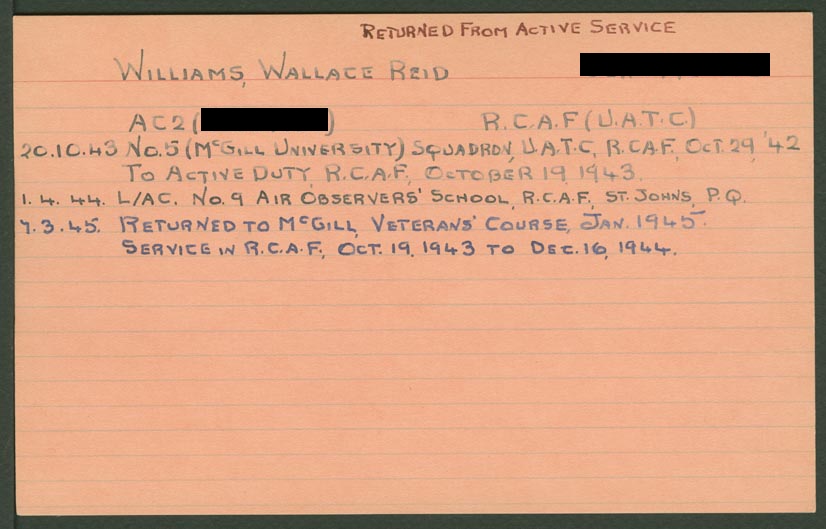 RETURNED FROM ACTIVE SERVICE
WILLIAMS, WALLACE REID
AC2 ( ) R.C.A.F (U.A.T.C.)
20.10.43 No. 5 (McGILL UNIVERSITY) SQUADRON, U.A.T.C, R.C.A.F, OCT. 29, '42
TO ACTIVE DUTY, R.C.A.F, OCTOBER 19, 1943.
1. 4. 44. L/AC. No. 9 AIR OBSERVERS' SCHOOL, R.C.A.F, ST. JOHNS, P.Q.
7.3.45. RETURNED TO McGILL, VETERANS' COURSE, JAN. 1945.
SERVICE IN R.C.A.F., OCT. 19, 1943 TO DEC. 16, 1944.